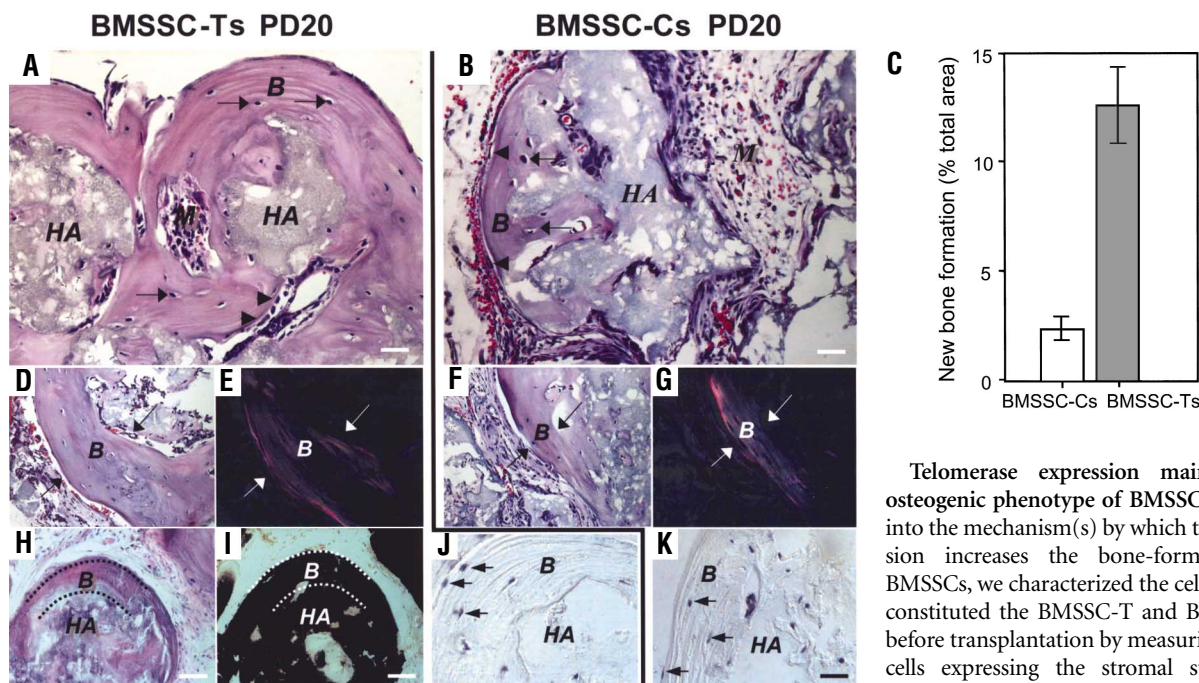 BMSSC-Ts PD20
BMSSC-Cs PD20
A
B
HA
M
HA
B
B
HA
M
C
New bone formation (% total area)
15
10
5
0
BMSSC-Cs
BMSSC-Ts
D
B
E
B
F
B
G
B
H
B
HA
I
B
HA
J
B
HA
K
B
HA
Telomerase expression main
osteogenic phenotype of BMSSC
into the mechanism(s) by which t
sion increases the bone-form
BMSSCs, we characterized the cel
constituted the BMSSC-T and B
before transplantation by measuri
cells expressing the stromal s